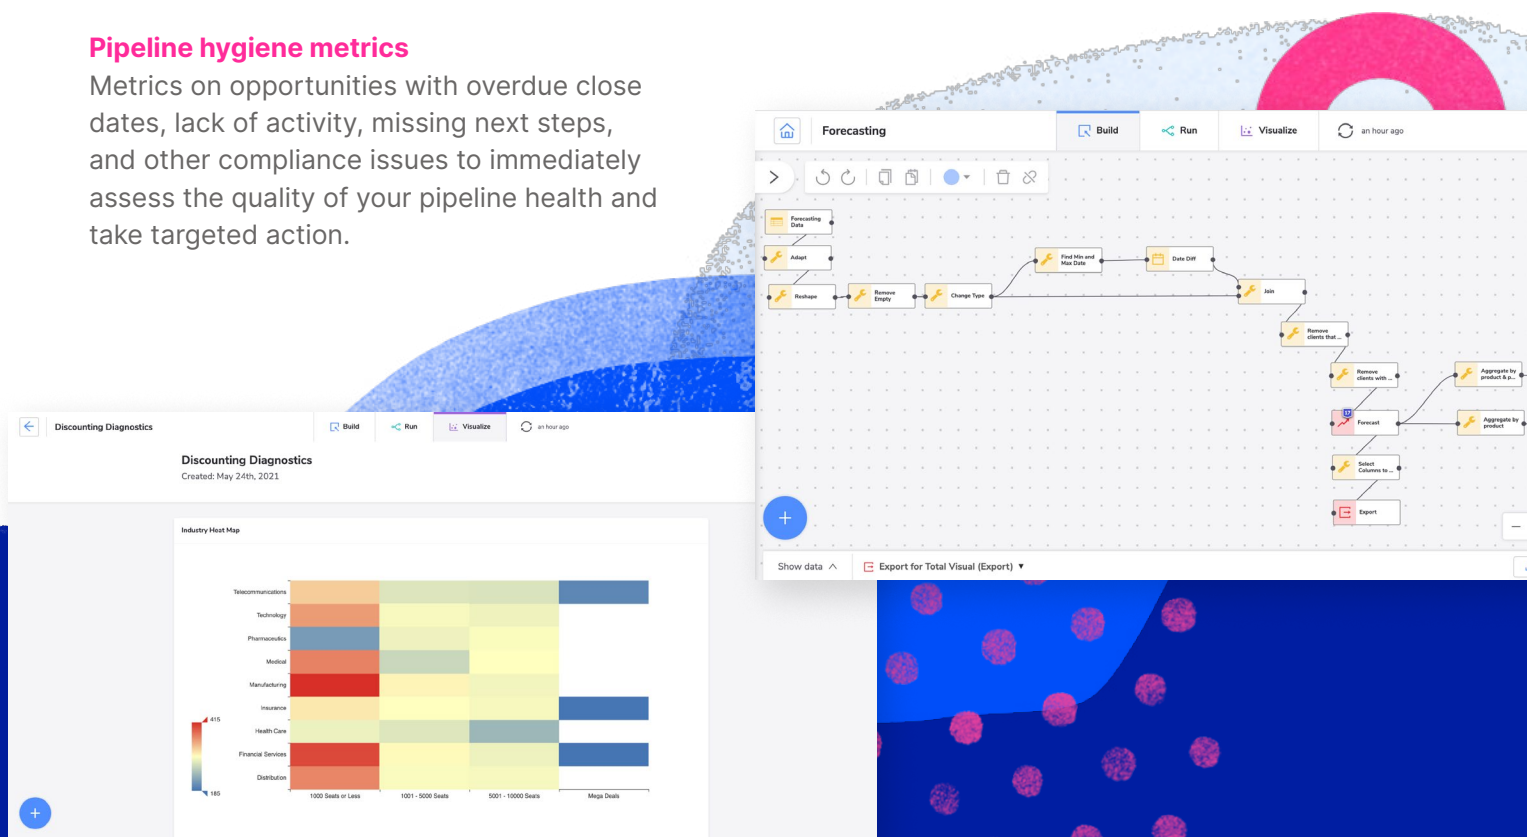 Pipeline hygiene metrics
Metrics on opportunities with overdue close
dates, lack of activity, missing next steps,
and other compliance issues to immediately
assess the quality of your pipeline health and
take targeted action.
Forecasting
Build
Run
Visualize
an hour ago
Forecasting
Data
Adapt
Reshape
Remove
Empty
Change Type
Find Min and
Max Date
Date Diff
Join
Remove
clients that ...
Remove
clients with ...
17
Forecast
Aggregate by
product & p...
Aggregate by
product
Select
Columns to ...
Export
Show data
Export for Total Visual (Export)
Discounting Diagnostics
Build
Run
Visualize
an hour ago
Discounting Diagnostics
Created: May 24th, 2021
Industry Heat Map
Telecommunications
Technology
Pharmaceutics
Medical
Manufacturing
Insurance
Health Care
Financial Services
Distribution
415
185
1000 Seats or Less
1001 - 5000 Seats
5001 - 10000 Seats
Mega Deals